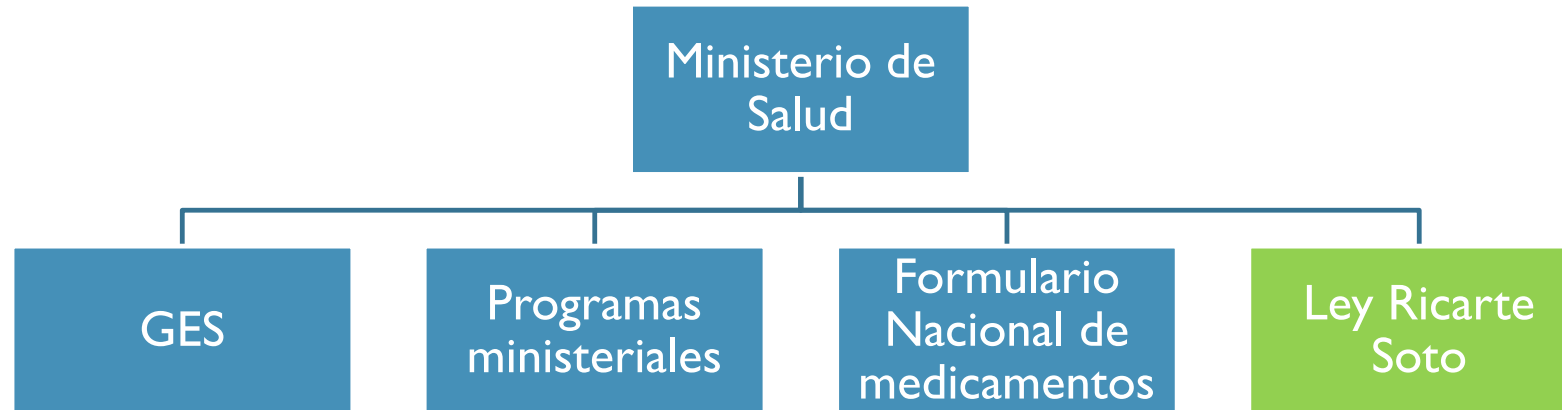 Ministerio de
Salud
GES
Programas
ministeriales
Formulario
Nacional de
medicamentos
Ley Ricarte
Soto